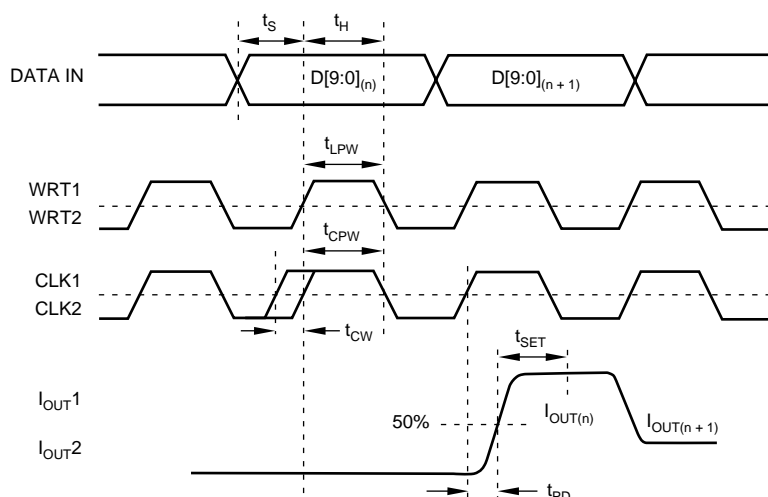 tS tH
DATA IN
D[9:0](n) D[9:0](n + 1)
tLPW
WRT1
WRT2
tCPW
CLK1
CLK2
tCW
tSET
IOUT1
50%
IOUT(n) IOUT(n + 1)
IOUT2
tPD